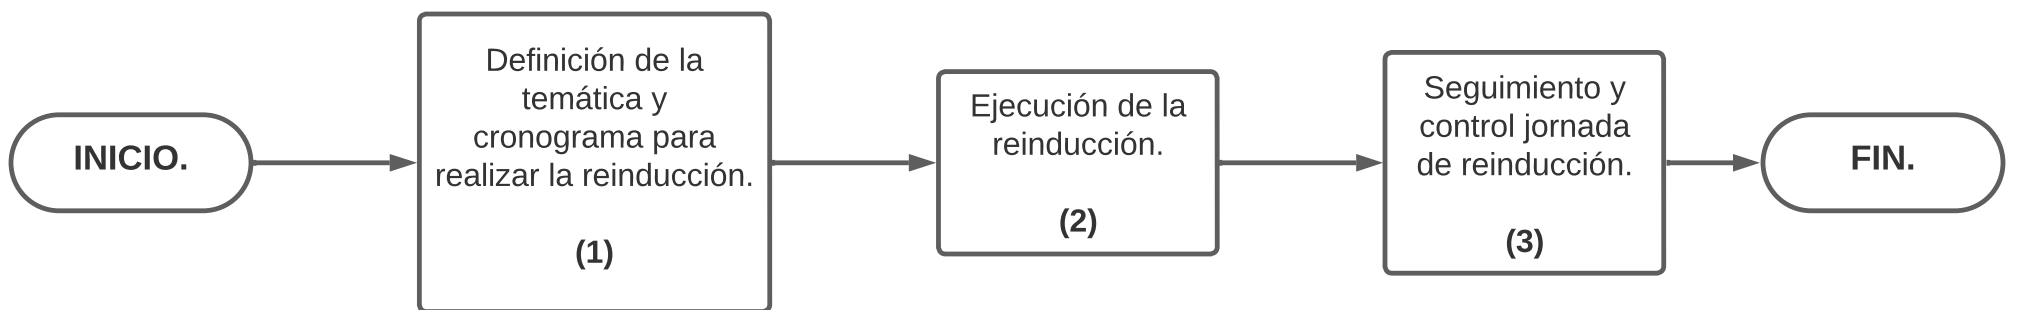 INICIO.
Definición de la
temática y
cronograma para
realizar la reinducción.
(1)
Ejecución de la
reinducción.
(2)
Seguimiento y
control jornada
de reinducción.
(3)
FIN.